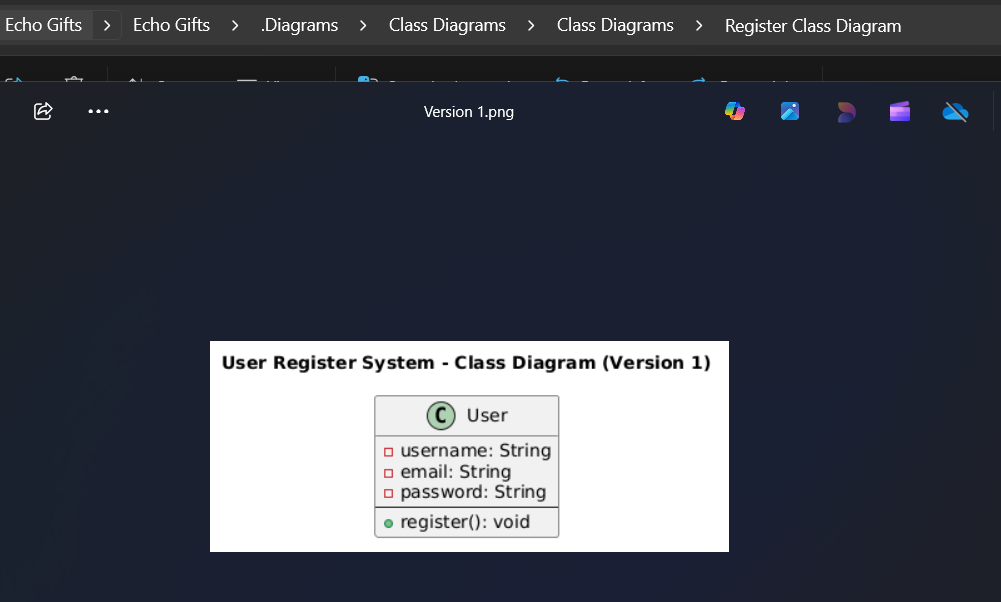 Echo Gifts > Echo Gifts > .Diagrams > Class Diagrams > Class Diagrams > Register Class Diagram
Version 1.png
User Register System - Class Diagram (Version 1)
C User
username: String
email: String
password: String
register(): void